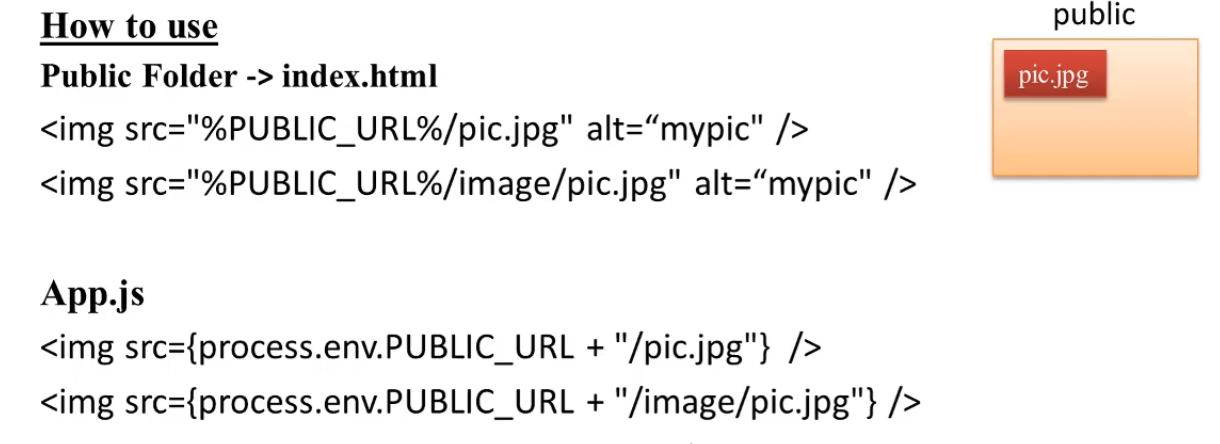 How to use
Public Folder -> index.html
<img src="%PUBLIC_URL%/pic.jpg" alt=“mypic" />
<img src="%PUBLIC_URL%/image/pic.jpg" alt=“mypic" />
App.js
<img src={process.env.PUBLIC_URL + "/pic.jpg"} />
<img src={process.env.PUBLIC_URL + "/image/pic.jpg"} />
public
pic.jpg